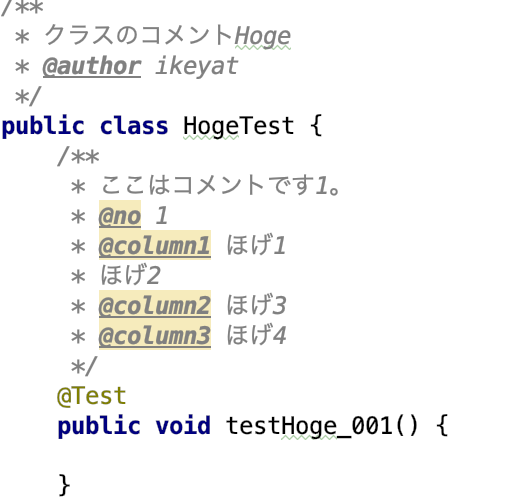 /**
 * クラスのコメントHoge
 * @author ikeyat
 */
public class HogeTest {
    /**
     * ここはコメントです1。
     * @no 1
     * @column1 ほげ1
     * ほげ2
     * @column2 ほげ3
     * @column3 ほげ4
     */
    @Test
    public void testHoge_001() {
    }